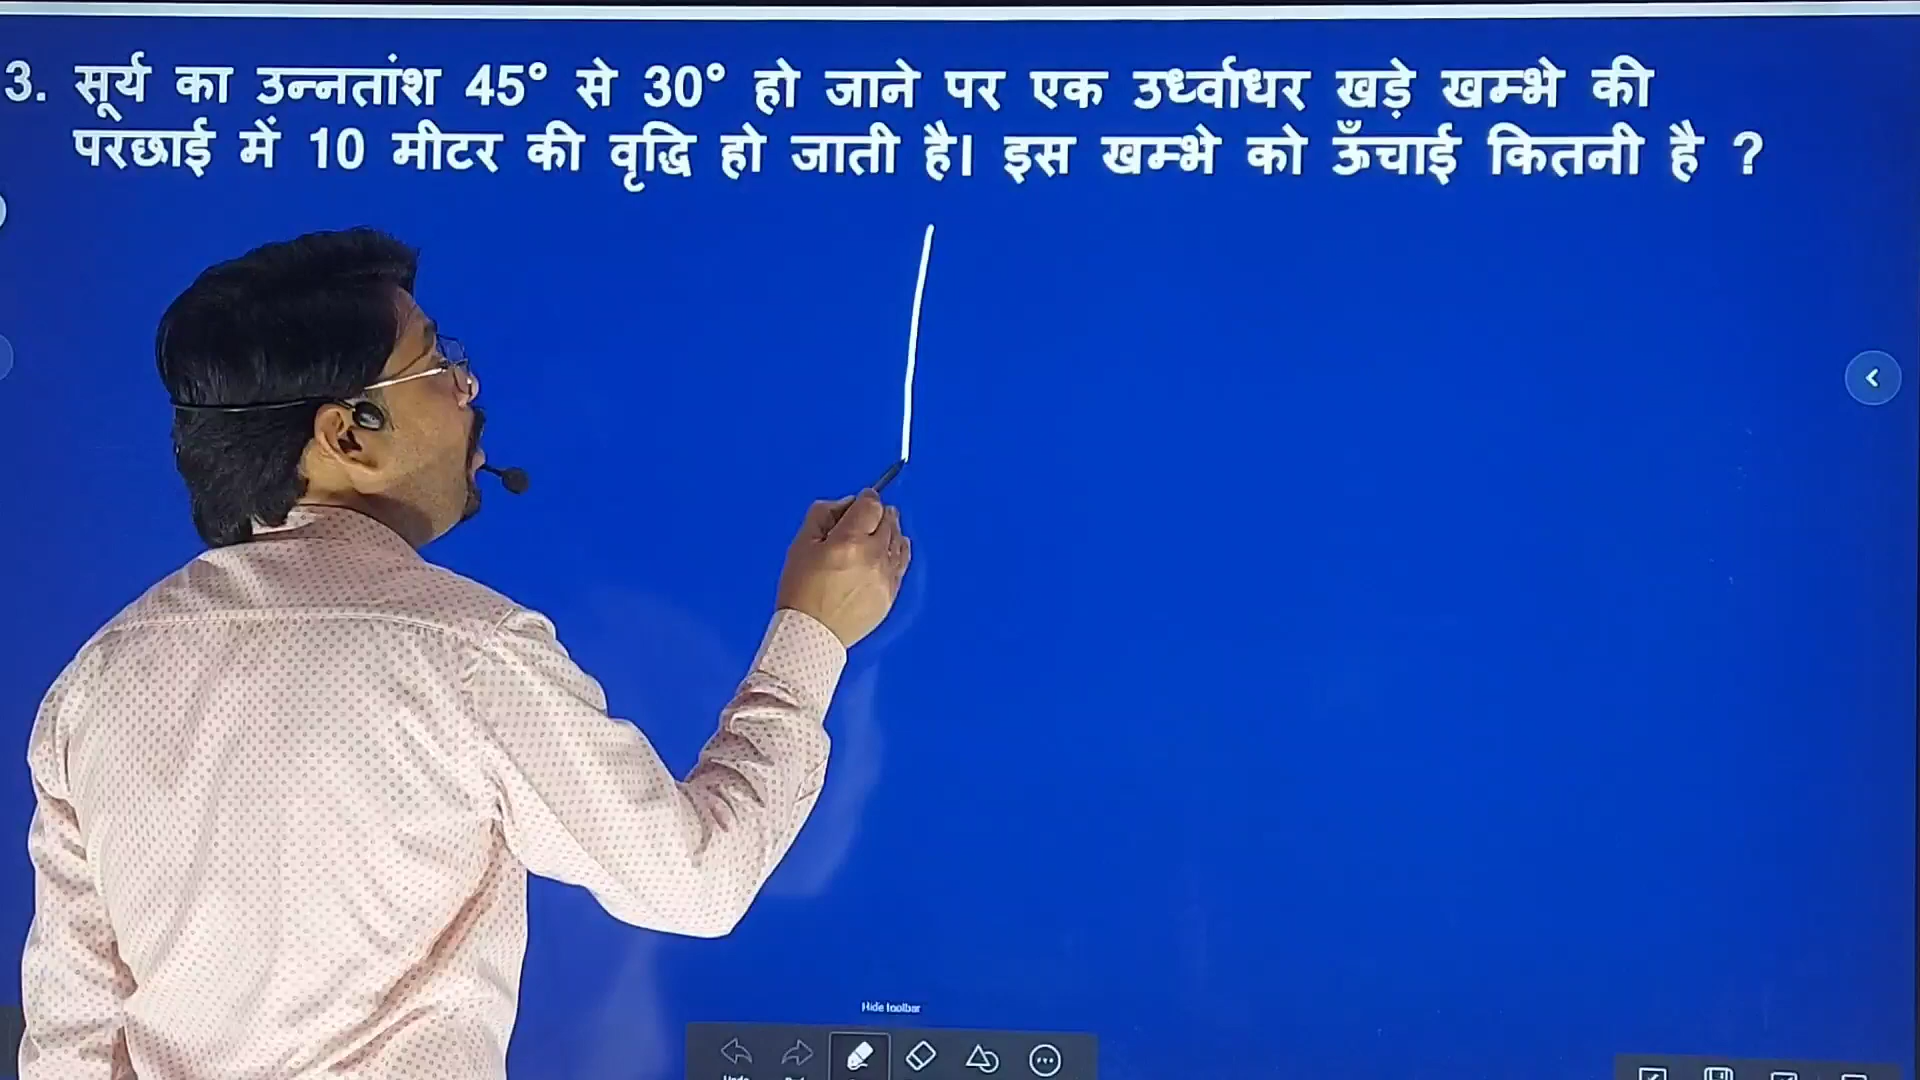 3. सूर्य का उन्नतांश 45° से 30° हो जाने पर एक उर्ध्वाधर खड़े खम्भे की
परछाई में 10 मीटर की वृद्धि हो जाती है। इस खम्भे को ऊँचाई कितनी है ?
Hide toolbar